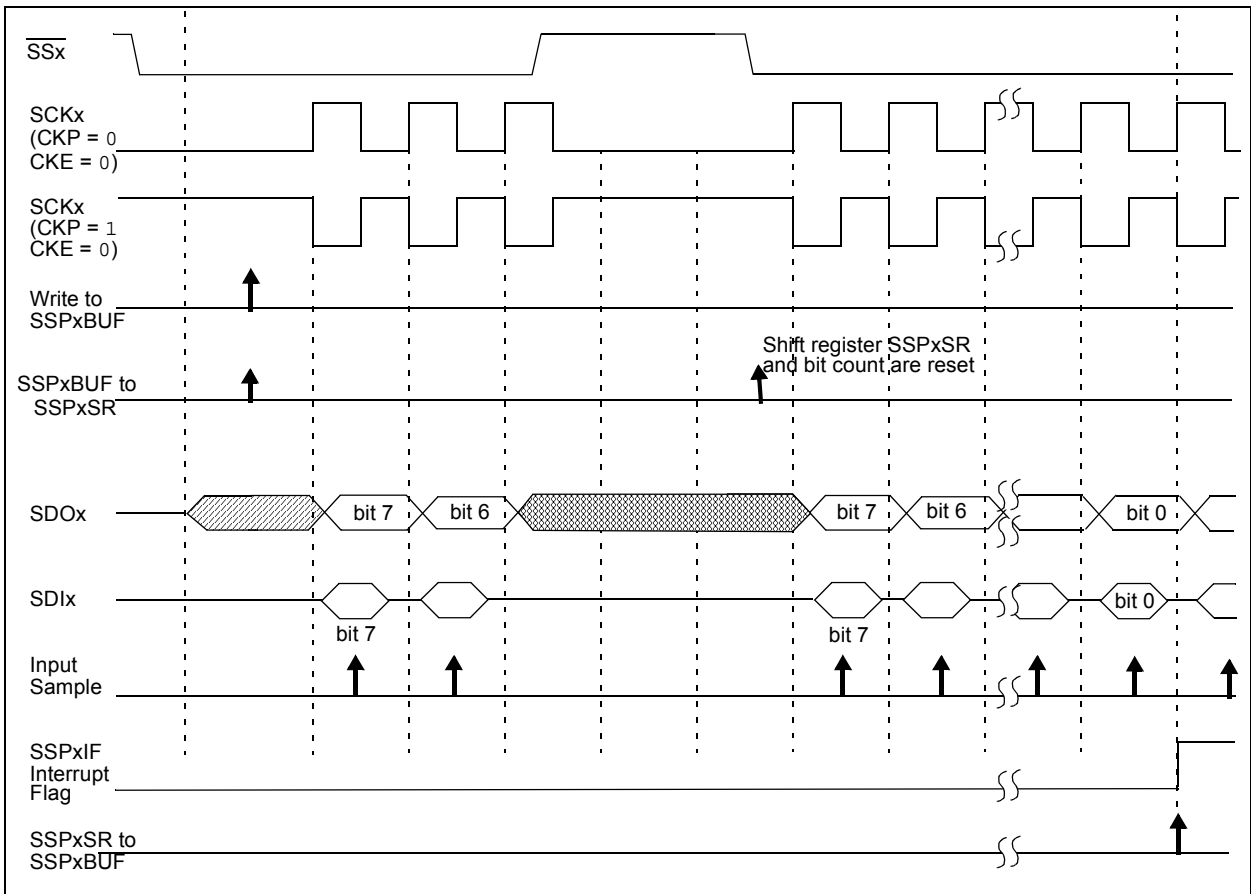 SSx
SCKx
(CKP = 0
CKE = 0)
SCKx
(CKP = 1
CKE = 0)
Write to
SSPxBUF
Shift register SSPxSR
and bit count are reset
SSPxBUF to
SSPxSR
SDOx
bit 7
bit 6
bit 7
bit 6
bit 0
SDIx
bit 0
bit 7
bit 7
Input
Sample
SSPxIF
Interrupt
Flag
SSPxSR to
SSPxBUF